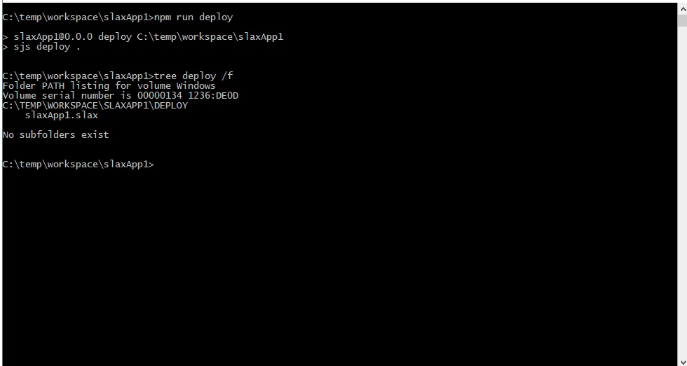 C:\temp\workspace\slaxApp1>npm run deploy
> slaxApp1@0.0.0 deploy C:\temp\workspace\slaxApp1
> sjs deploy .
C:\temp\workspace\slaxApp1>tree deploy /f
Folder PATH listing for volume Windows
Volume serial number is 00000134 1236:DE0D
C:\TEMP\WORKSPACE\SLAXAPP1\DEPLOY
slaxApp1.slax
No subfolders exist
C:\temp\workspace\slaxApp1>